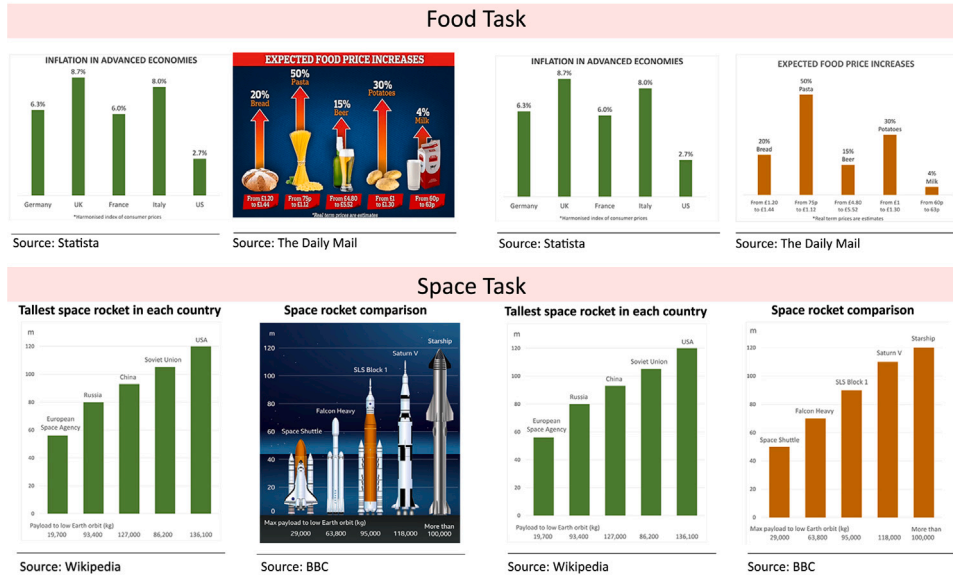 Food Task
INFLATION IN ADVANCED ECONOMIES
8.7%
8.0%
6.3%
6.0%
2.7%
Germany UK France Italy US
*Harmonised index of consumer prices
Source: Statista
EXPECTED FOOD PRICE INCREASES
50%
Pasta
20%
Bread
15%
Beer
30%
Potatoes
4%
Milk
From £1.20 to £1.44
From 75p to £1.12
From £4.80 to £5.52
From £1 to £1.30
From 60p to 63p
*Real term prices are estimates
Source: The Daily Mail
INFLATION IN ADVANCED ECONOMIES
8.7%
8.0%
6.3%
6.0%
2.7%
Germany UK France Italy US
*Harmonised index of consumer prices
Source: Statista
EXPECTED FOOD PRICE INCREASES
50%
Pasta
30%
Potatoes
20%
Bread
15%
Beer
4%
Milk
From £1.20 From 75p From £4.80 From £1 From 60p
to £1.44 to £1.12 to £5.52 to £1.30 to 63p
*Real term prices are estimates
Source: The Daily Mail
Space Task
Tallest space rocket in each country
m
120
100
80
60
40
20
0
European
Space Agency
Russia
China
Soviet Union
USA
Payload to low Earth orbit (kg)
19,700 93,400 127,000 86,200 136,100
Source: Wikipedia
Space rocket comparison
m
120
100
80
60
40
20
0
Space Shuttle
Falcon Heavy
SLS Block 1
Saturn V
Starship
Max payload to low Earth orbit (kg)
29,000 63,800 95,000 118,000 More than
100,000
Source: BBC
Tallest space rocket in each country
m
120
100
80
60
40
20
0
European
Space Agency
Russia
China
Soviet Union
USA
Payload to low Earth orbit (kg)
19,700 93,400 127,000 86,200 136,100
Source: Wikipedia
Space rocket comparison
m
120
100
80
60
40
20
0
Space Shuttle
Falcon Heavy
SLS Block 1
Saturn V
Starship
Max payload to low Earth orbit (kg)
29,000 63,800 95,000 118,000 More than
100,000
Source: BBC